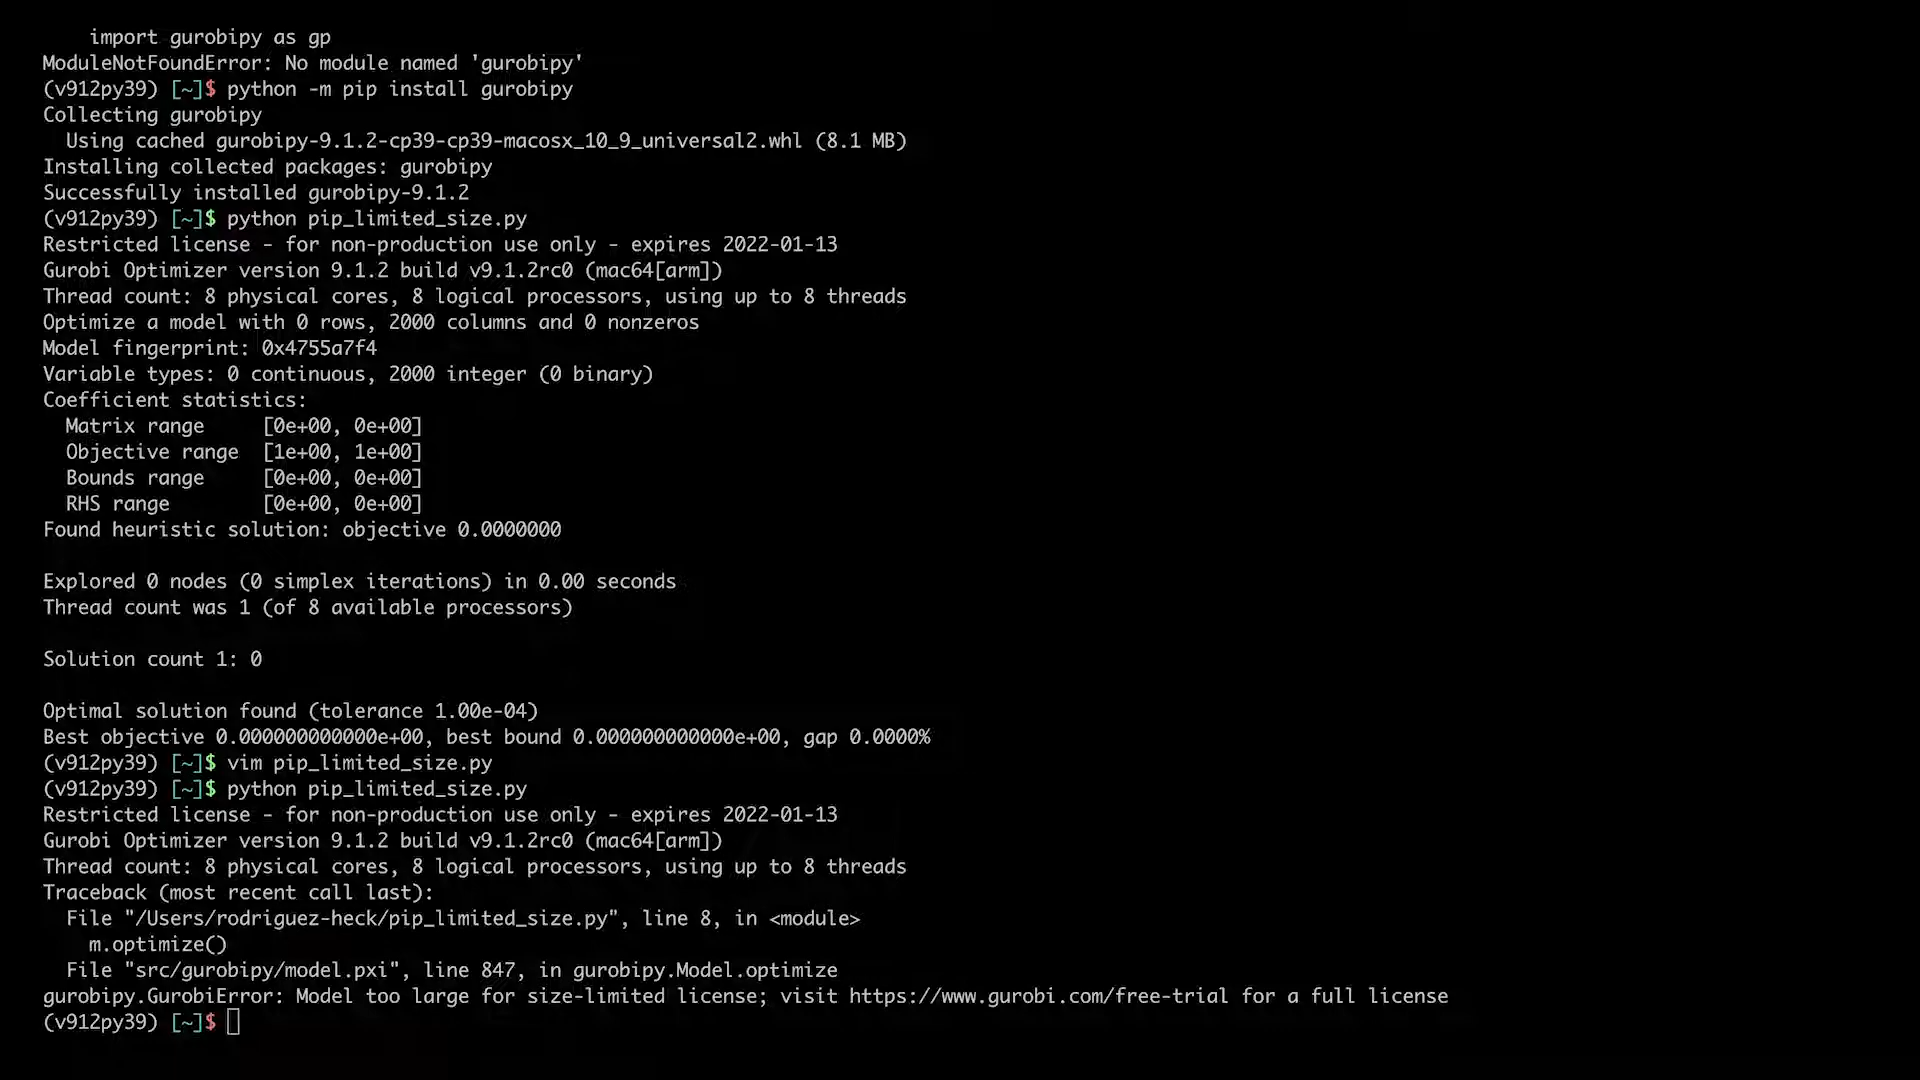 import gurobipy as gp
ModuleNotFoundError: No module named 'gurobipy'
(v912py39) [~]$ python -m pip install gurobipy
Collecting gurobipy
  Using cached gurobipy-9.1.2-cp39-cp39-macosx_10_9_universal2.whl (8.1 MB)
Installing collected packages: gurobipy
Successfully installed gurobipy-9.1.2
(v912py39) [~]$ python pip_limited_size.py
Restricted license - for non-production use only - expires 2022-01-13
Gurobi Optimizer version 9.1.2 build v9.1.2rc0 (mac64[arm])
Thread count: 8 physical cores, 8 logical processors, using up to 8 threads
Optimize a model with 0 rows, 2000 columns and 0 nonzeros
Model fingerprint: 0x4755a7f4
Variable types: 0 continuous, 2000 integer (0 binary)
Coefficient statistics:
  Matrix range     [0e+00, 0e+00]
  Objective range  [1e+00, 1e+00]
  Bounds range     [0e+00, 0e+00]
  RHS range        [0e+00, 0e+00]
Found heuristic solution: objective 0.0000000
Explored 0 nodes (0 simplex iterations) in 0.00 seconds
Thread count was 1 (of 8 available processors)
Solution count 1: 0
Optimal solution found (tolerance 1.00e-04)
Best objective 0.000000000000e+00, best bound 0.000000000000e+00, gap 0.0000%
(v912py39) [~]$ vim pip_limited_size.py
(v912py39) [~]$ python pip_limited_size.py
Restricted license - for non-production use only - expires 2022-01-13
Gurobi Optimizer version 9.1.2 build v9.1.2rc0 (mac64[arm])
Thread count: 8 physical cores, 8 logical processors, using up to 8 threads
Traceback (most recent call last):
  File "/Users/rodriguez-heck/pip_limited_size.py", line 8, in <module>
    m.optimize()
  File "src/gurobipy/model.pxi", line 847, in gurobipy.Model.optimize
gurobipy.GurobiError: Model too large for size-limited license; visit https://www.gurobi.com/free-trial for a full license
(v912py39) [~]$